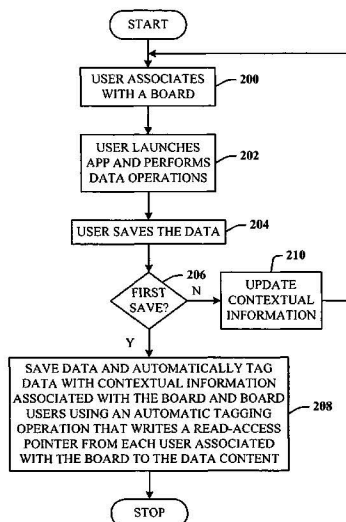 START
USER ASSOCIATES
WITH A BOARD
200
USER LAUNCHES
APP AND PERFORMS
DATA OPERATIONS
202
USER SAVES THE DATA
204
206
FIRST
SAVE?
N
210
UPDATE
CONTEXTUAL
INFORMATION
Y
SAVE DATA AND AUTOMATICALLY TAG
DATA WITH CONTEXTUAL INFORMATION
ASSOCIATED WITH THE BOARD AND BOARD
USERS USING AN AUTOMATIC TAGGING
OPERATION THAT WRITES A READ-ACCESS
POINTER FROM EACH USER ASSOCIATED
WITH THE BOARD TO THE DATA CONTENT
208
STOP